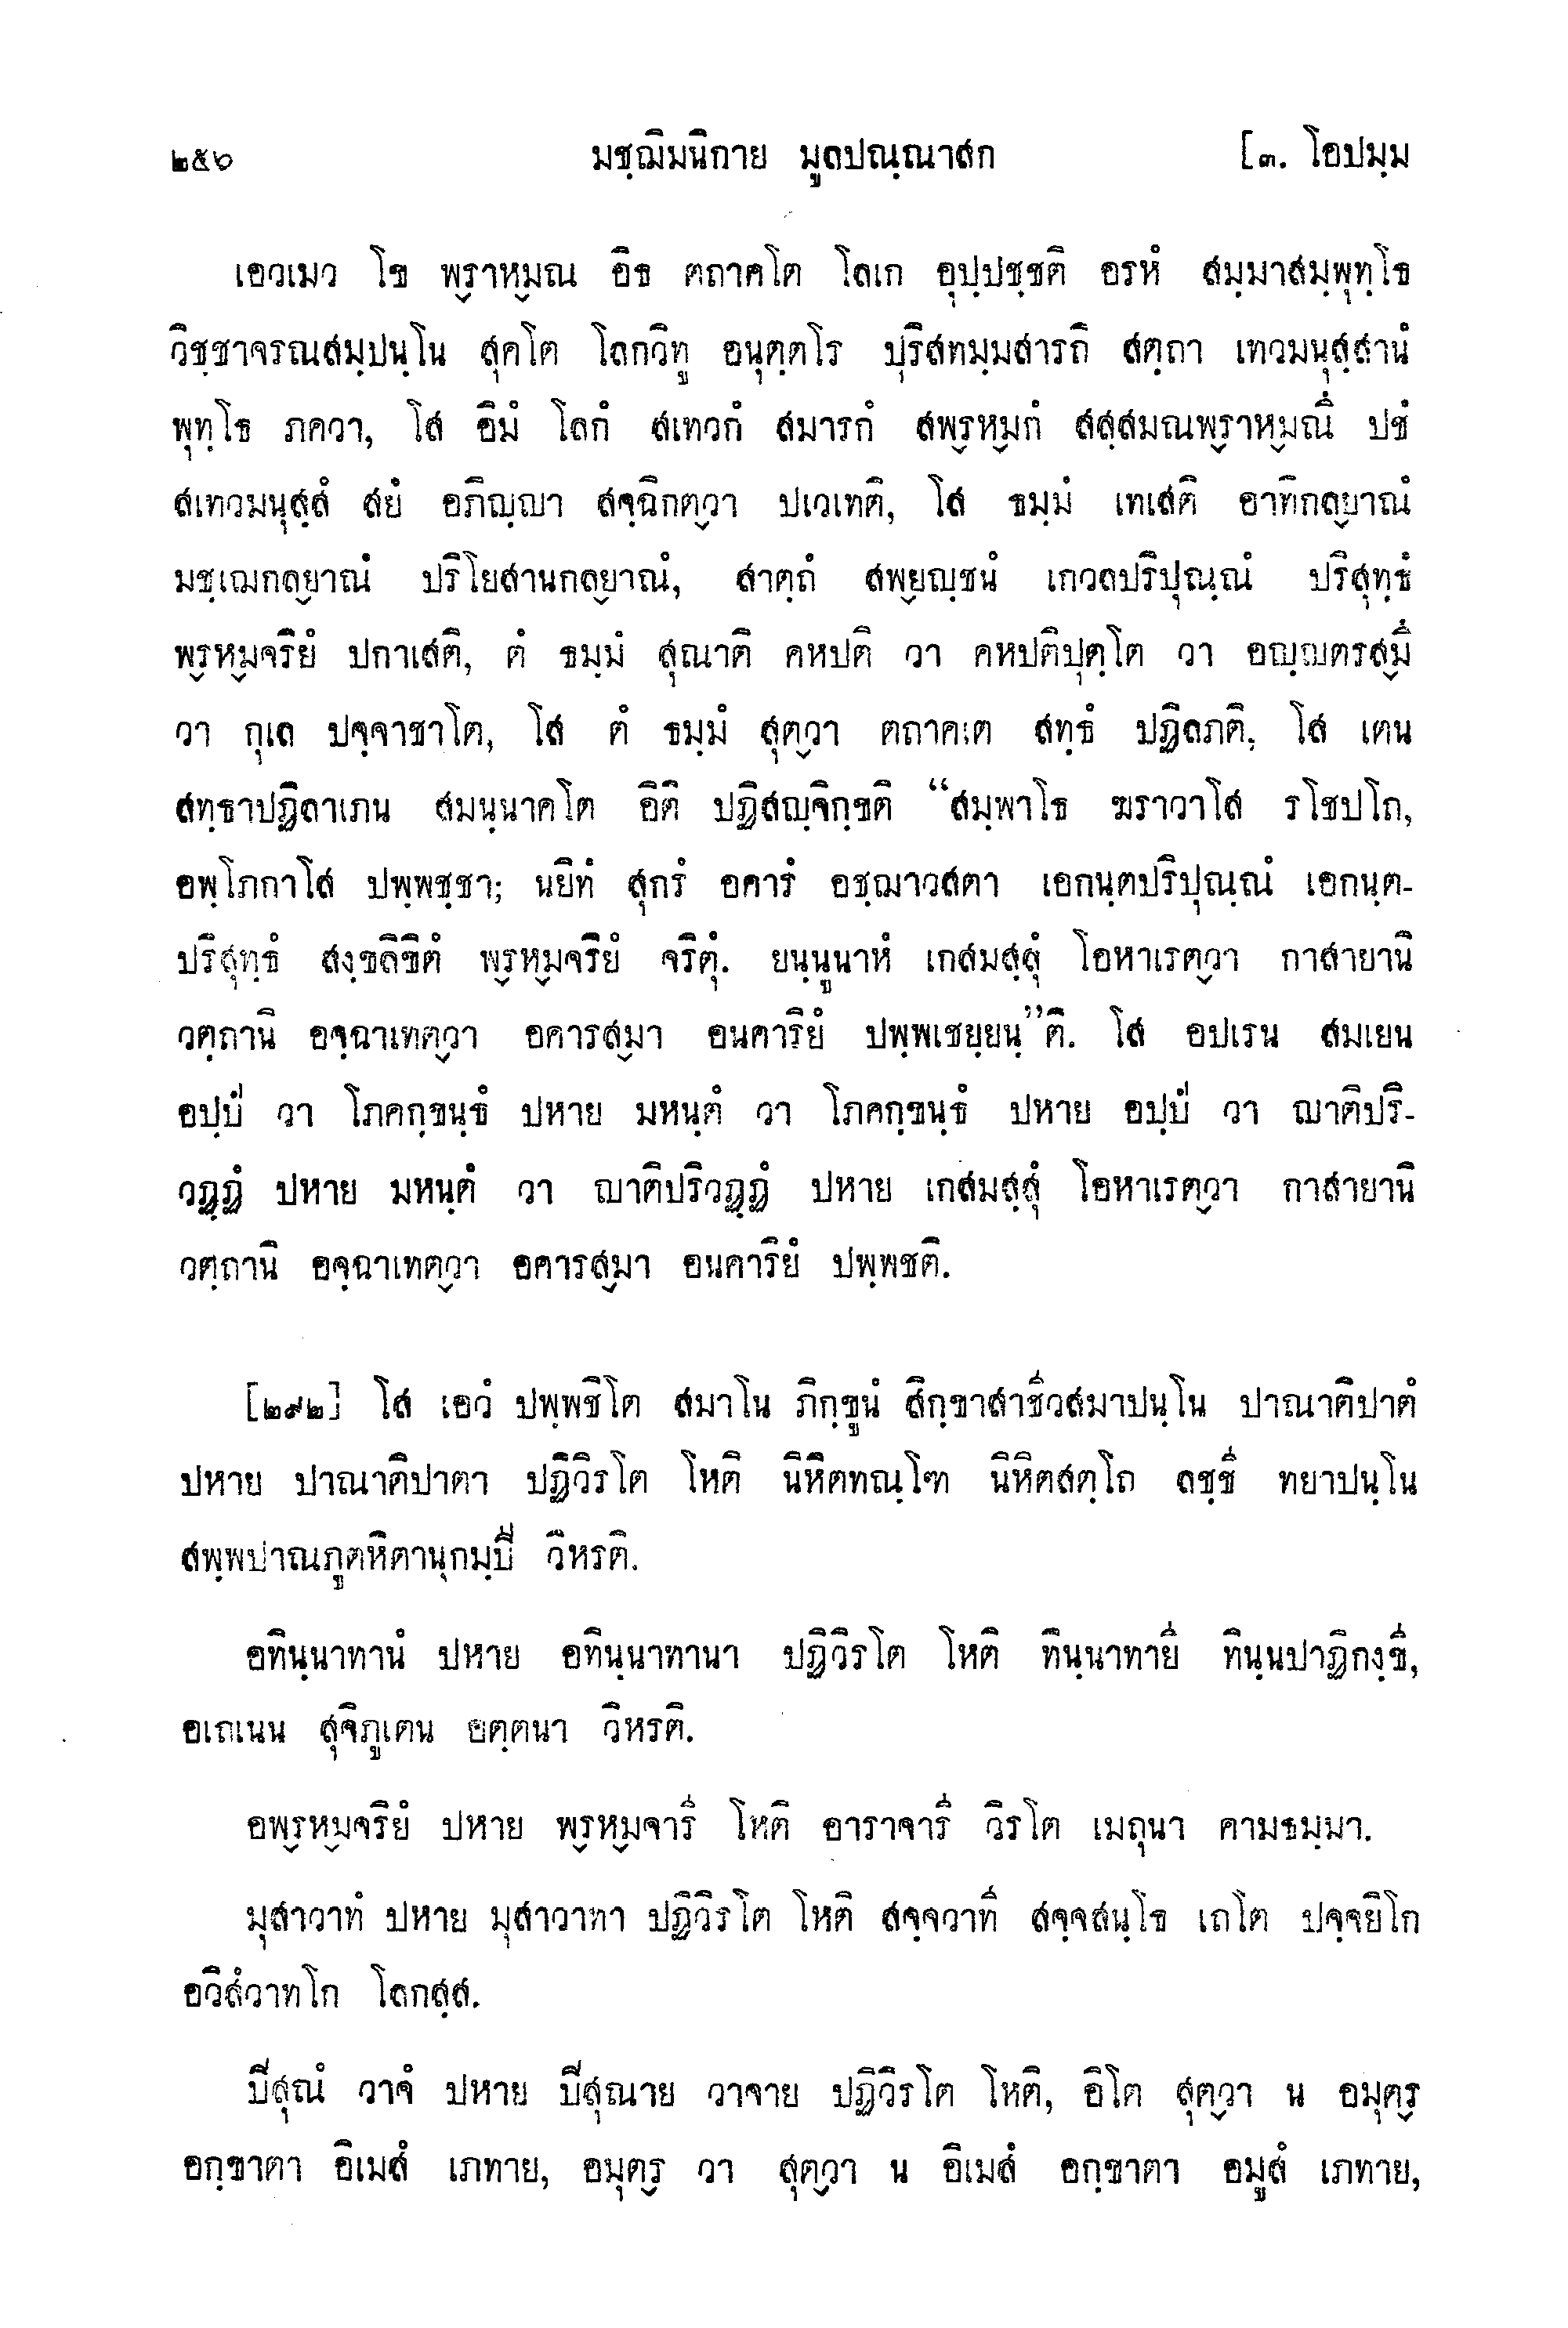 ๒๕๖ มชฺฌิมนิกาย มูลปณฺณาสก [๓. โอปมฺม
เอวเมว โข พฺราหฺมณ อิธ ตถาคโต โลเก อุปฺปชฺชติ อรหํ สมฺมาสมฺพุทฺโธ
วิชฺชาจรณสมฺปนฺโน สุคโต โลกวิทู อนุตฺตโร ปุริสทมฺมสารถิ สตฺถา เทวมนุสฺสานํ
พุทฺโธ ภควา, โส อิมํ โลกํ สเทวกํ สมารกํ สพฺรหฺมกํ สสฺสมณพฺราหฺมณึ ปชํ
สเทวมนุสฺสํ สยํ อภิญฺญา สจฺฉิกตฺวา ปเวเทติ, โส ธมฺมํ เทเสติ อาทิกลฺยาณํ
มชฺเฌกลฺยาณํ ปริโยสานกลฺยาณํ, สาตฺถํ สพฺยญฺชนํ เกวลปริปุณฺณํ ปริสุทฺธํ
พฺรหฺมจริยํ ปกาเสติ, ตํ ธมฺมํ สุณาติ คหปติ วา คหปติปุตฺโต วา อญฺญตรสฺมึ
วา กุเล ปจฺจาชาโต, โส ตํ ธมฺมํ สุตฺวา ตถาคเต สทฺธํ ปฏิลภติ, โส เตน
สทฺธาปฏิลาเภน สมนฺนาคโต อิติ ปฏิสญฺจิกฺขติ “สมฺพาโธ ฆราวาโส รโชปโถ,
อพฺโภกาโส ปพฺพชฺชา; นยิทํ สุกรํ อคารํ อชฺฌาวสตา เอกนฺตปริปุณฺณํ เอกนฺต-
ปริสุทฺธํ สงฺขลิขิตํ พฺรหฺมจริยํ จริตุํ. ยนฺนูนาหํ เกสมสฺสุํ โอหาเรตฺวา กาสายานิ
วตฺถานิ อจฺฉาเทตฺวา อคารสฺมา อนคาริยํ ปพฺพเชยฺยนฺ”ติ. โส อปเรน สมเยน
อปฺปํ วา โภคกฺขนฺธํ ปหาย มหนฺตํ วา โภคกฺขนฺธํ ปหาย อปฺปํ วา ญาติปริ-
วฏฺฏํ ปหาย มหนฺตํ วา ญาติปริวฏฺฏํ ปหาย เกสมสฺสุํ โอหาเรตฺวา กาสายานิ
วตฺถานิ อจฺฉาเทตฺวา อคารสฺมา อนคาริยํ ปพฺพชติ.
[๒๙๒] โส เอวํ ปพฺพชิโต สมาโน ภิกฺขูนํ สิกฺขาสาชีวสมาปนฺโน ปาณาติปาตํ
ปหาย ปาณาติปาตา ปฏิวิรโต โหติ นิหิตทณฺโฑ นิหิตสตฺโถ ลชฺชี ทยาปนฺโน
สพฺพปาณภูตหิตานุกมฺปี วิหรติ.
อทินฺนาทานํ ปหาย อทินฺนาทานา ปฏิวิรโต โหติ ทินฺนาทายี ทินฺนปาฏิกงฺขี,
อเถเนน สุจิภูเตน อตฺตนา วิหรติ.
อพฺรหฺมจริยํ ปหาย พฺรหฺมจารี โหติ อาราจารี วิรโต เมถุนา คามธมฺมา.
มุสาวาทํ ปหาย มุสาวาทา ปฏิวิรโต โหติ สจฺจวาที สจฺจสนฺโธ เถโต ปจฺจยิโก
อวิสํวาทโก โลกสฺส.
ปิสุณํ วาจํ ปหาย ปิสุณาย วาจาย ปฏิวิรโต โหติ, อิโต สุตฺวา น อมุตฺร
อกฺขาตา อิเมสํ เภทาย, อมุตฺร วา สุตฺวา น อิเมสํ อกฺขาตา อมูสํ เภทาย,